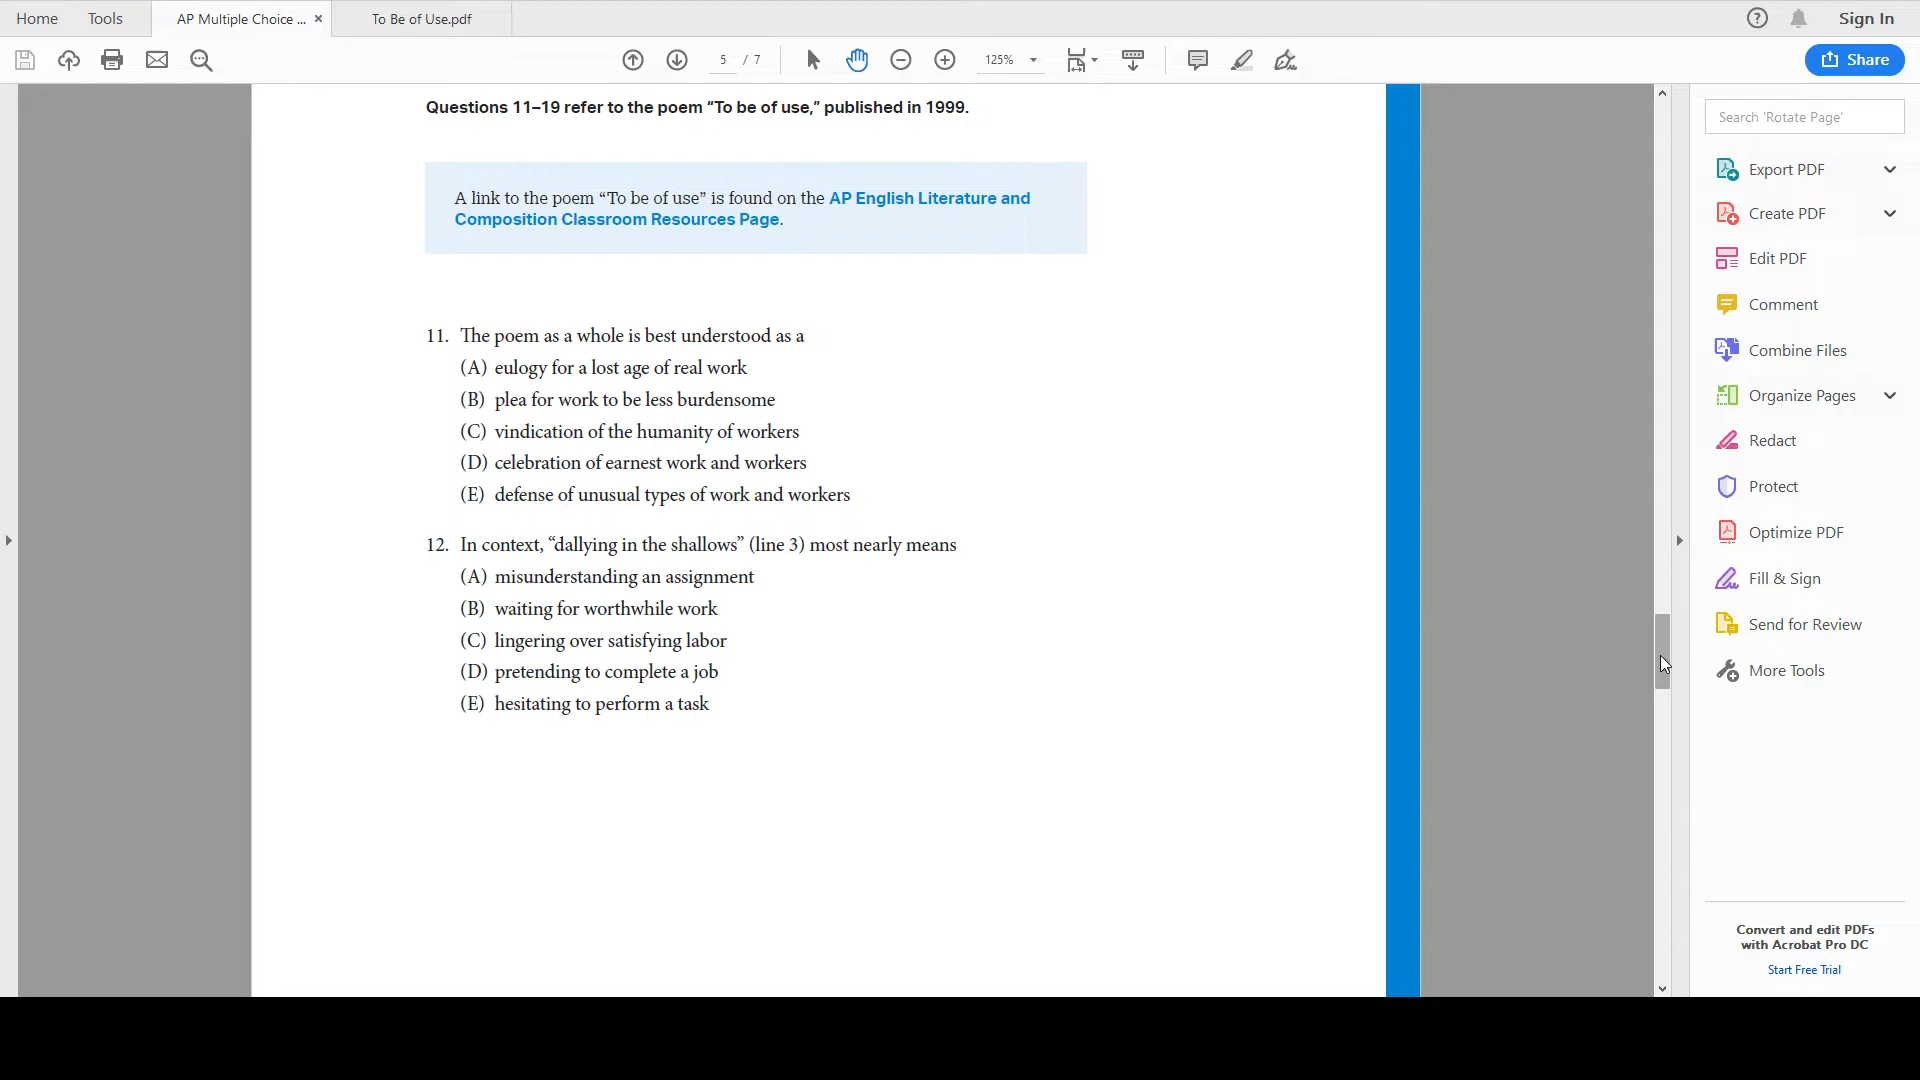 Home
Tools
AP Multiple Choice ... ×
To Be of Use.pdf
? Sign In
5 / 7
125%
Share
Questions 11–19 refer to the poem “To be of use,” published in 1999.
A link to the poem “To be of use” is found on the AP English Literature and
Composition Classroom Resources Page.
11. The poem as a whole is best understood as a
(A) eulogy for a lost age of real work
(B) plea for work to be less burdensome
(C) vindication of the humanity of workers
(D) celebration of earnest work and workers
(E) defense of unusual types of work and workers
12. In context, “dallying in the shallows” (line 3) most nearly means
(A) misunderstanding an assignment
(B) waiting for worthwhile work
(C) lingering over satisfying labor
(D) pretending to complete a job
(E) hesitating to perform a task
Search 'Rotate Page'
Export PDF
Create PDF
Edit PDF
Comment
Combine Files
Organize Pages
Redact
Protect
Optimize PDF
Fill & Sign
Send for Review
More Tools
Convert and edit PDFs
with Acrobat Pro DC
Start Free Trial